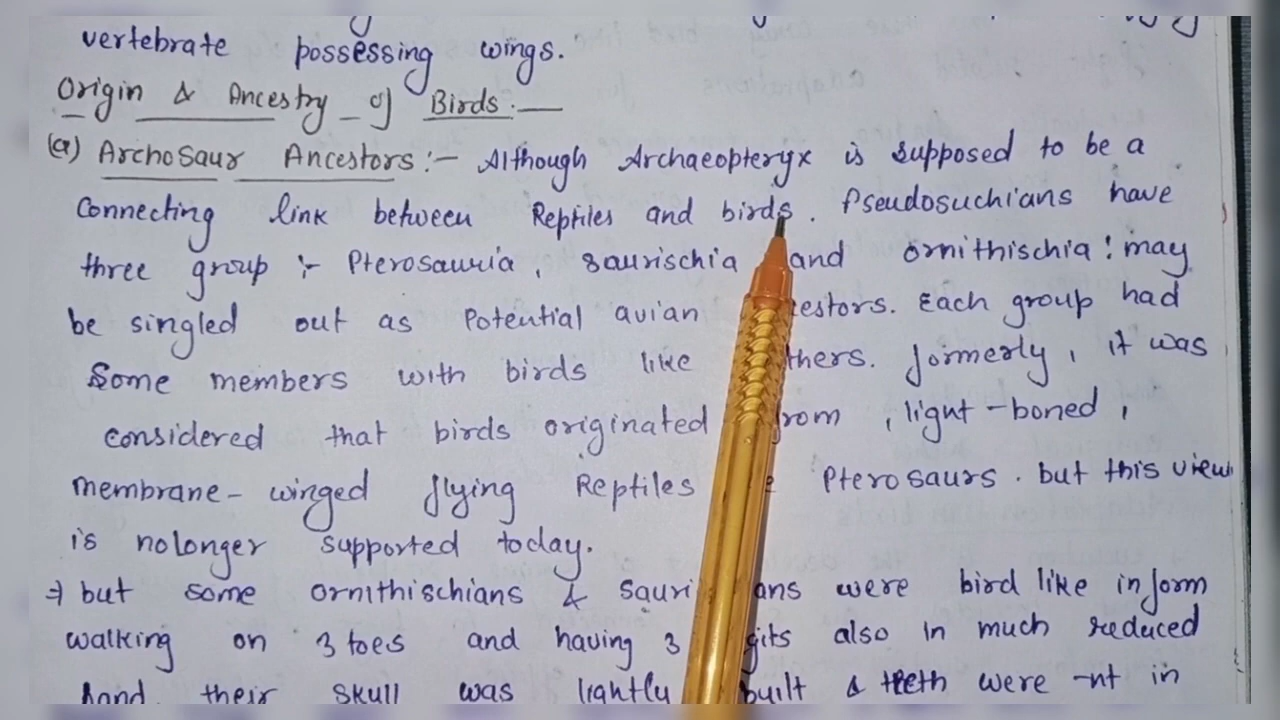 vertebrate possessing wings.
Origin & Ancestry of Birds :—
(a) Archosaur Ancestors :- Although Archaeopteryx is supposed to be a
Connecting link between Reptiles and birds. Pseudosuchians have
three group :- Pterosauria, Saurischia and Ornithischia : may
be singled out as Potential avian estors. Each group had
Some members with birds like thers. formerly, it was
considered that birds originated from, light-boned,
membrane-winged flying Reptiles Pterosaurs. but this view
is nolonger supported today.
⇒ but some ornithischians & sauri ans were bird like in form
walking on 3 toes and having 3 gits also in much reduced
hand. their skull was lightly built & teeth were -nt in